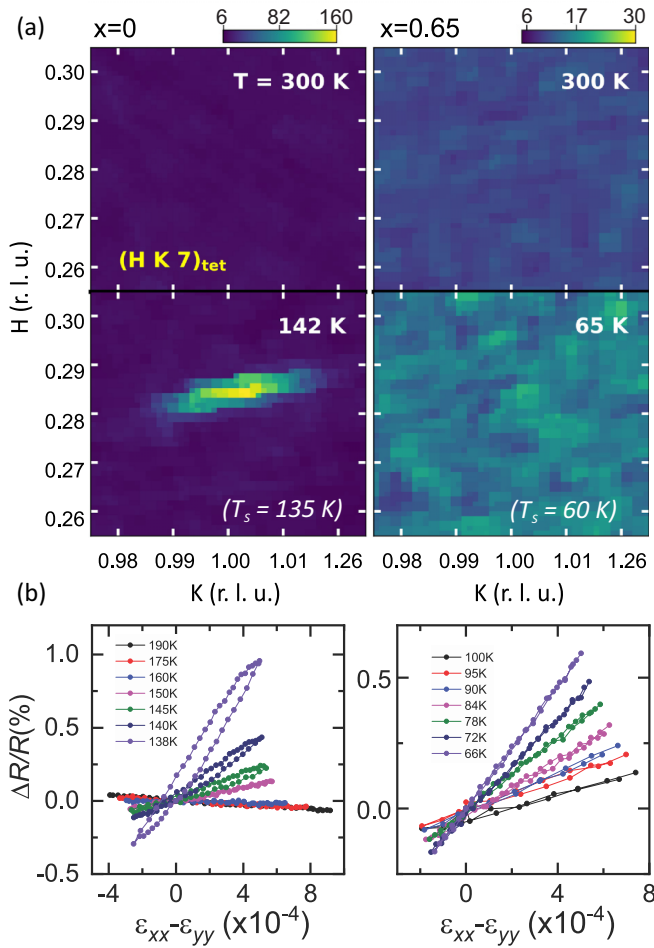 (a) x=0 6 82 160 x=0.65 6 17 30
0.30 T = 300 K 300 K
0.29
0.28
0.27
0.26 (H K 7)tet
H (r. l. u.)
0.30 142 K 65 K
0.29
0.28
0.27
0.26 (Ts = 135 K) (Ts = 60 K)
0.98 0.99 1.00 1.01 1.26 0.98 0.99 1.00 1.01 1.26
K (r. l. u.) K (r. l. u.)
(b)
ΔR/R(%)
1.0
0.5
0.0
-0.5
190K
175K
160K
150K
145K
140K
138K
-4 0 4 8
εxx-εyy (x10-4)
0.5
0.0
100K
95K
90K
84K
78K
72K
66K
0 4 8
εxx-εyy (x10-4)